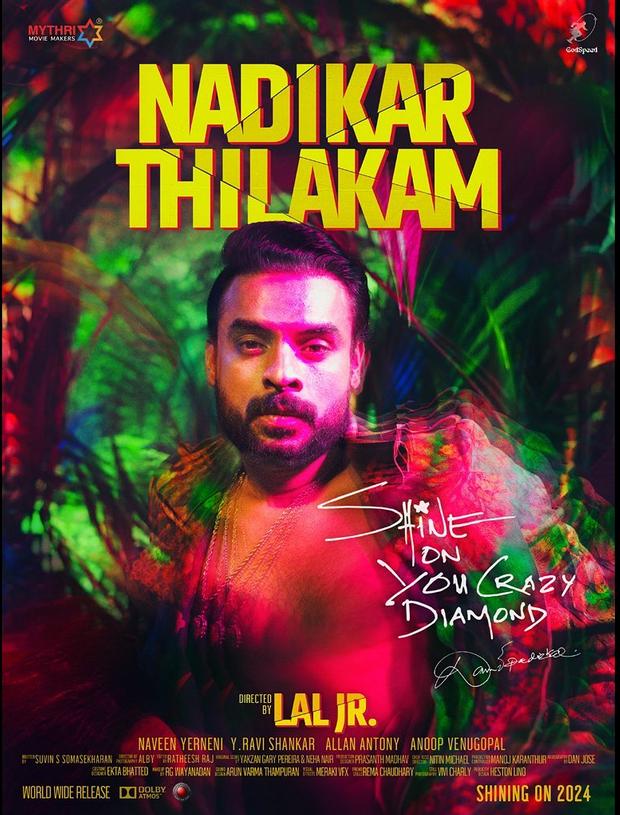 MYTHRI
MOVIE MAKERS
GodSpeed
NADIKAR
THILAKAM
SHiNE
ON
YOU CRAZY
DIAMOND
DIRECTED
BY
LAL JR.
NAVEEN YERNENI Y.RAVI SHANKAR ALLAN ANTONY ANOOP VENUGOPAL
SUVIN S SOMASEKHARAN ALBY RATHEESH RAJ YAKZAN GARY PEREIRA & NEHA NAIR PRASANTH MADHAV NITIN MICHAEL MANOJ KARANTHUR DAN JOSE
EKTA BHATTED RG WAYANADAN ARUN VARMA THAMPURAN MERAKI VFX REMA CHAUDHARY VIVI CHARLY HESTON LINO
WORLD WIDE RELEASE DOLBY ATMOS SHINING ON 2024